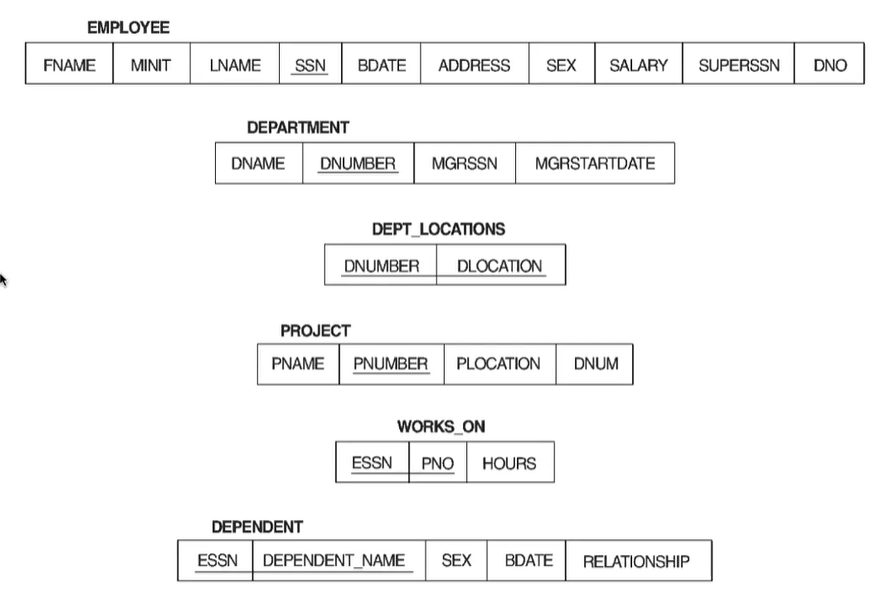 EMPLOYEE
FNAME MINIT LNAME SSN BDATE ADDRESS SEX SALARY SUPERSSN DNO
DEPARTMENT
DNAME DNUMBER MGRSSN MGRSTARTDATE
DEPT_LOCATIONS
DNUMBER DLOCATION
PROJECT
PNAME PNUMBER PLOCATION DNUM
WORKS_ON
ESSN PNO HOURS
DEPENDENT
ESSN DEPENDENT_NAME SEX BDATE RELATIONSHIP